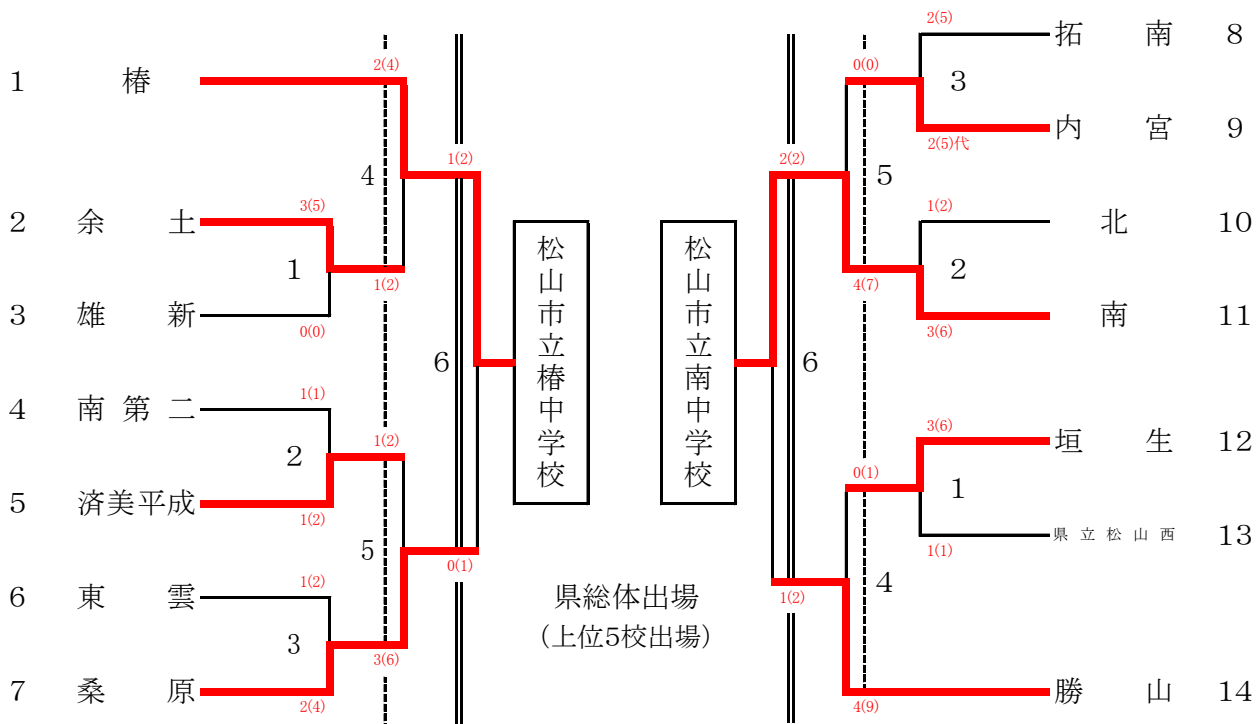 1 椿
2 余土
3 雄新
4 南第二
5 済美平成
6 東雲
7 桑原
2(4)
3(5)
1(2)
0(0)
1(1)
1(2)
1(2)
1(2)
3(6)
2(4)
1(2)
0(1)
4
1
2
3
5
6
松山市立椿中学校
松山市立南中学校
県総体出場
(上位5校出場)
拓南 8
内宮 9
北 10
南 11
垣生 12
県立松山西 13
勝山 14
2(5)
0(0)
2(5)代
2(2)
1(2)
4(7)
3(6)
3(6)
0(1)
1(1)
1(2)
4(9)
3
5
2
6
1
4